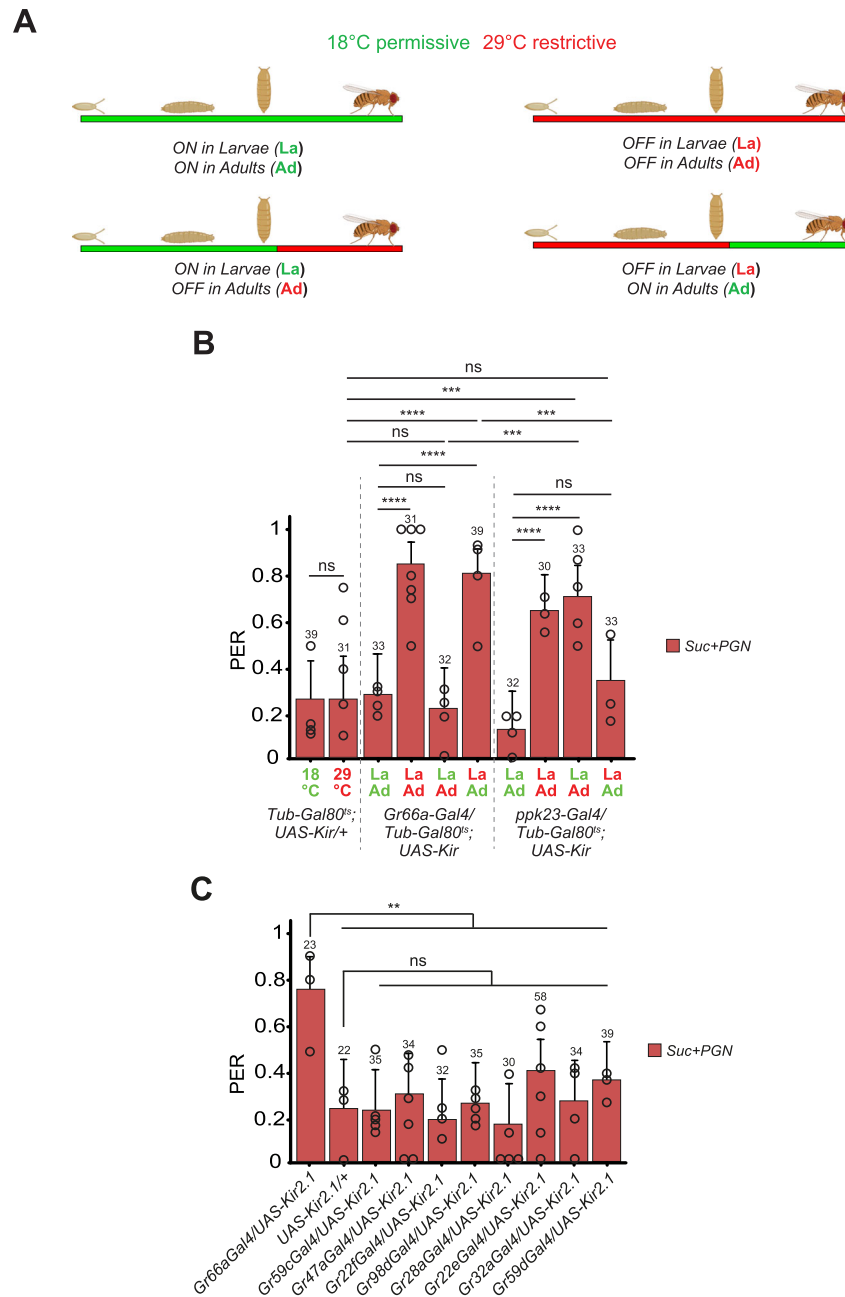 A
18°C permissive 29°C restrictive
ON in Larvae (La)
ON in Adults (Ad)
OFF in Larvae (La)
OFF in Adults (Ad)
ON in Larvae (La)
OFF in Adults (Ad)
OFF in Larvae (La)
ON in Adults (Ad)
B
ns
***
**** ***
ns ***
****
ns ns
**** ****
**** ****
ns
1
0.8
0.4
0.2
0
PER
39 31 33 31 32 39 32 30 33 33
Suc+PGN
18 °C 29 °C La Ad La Ad La Ad La Ad La Ad La Ad La Ad La Ad
Tub-Gal80ts;
UAS-Kir/+
Gr66a-Gal4/
Tub-Gal80ts;
UAS-Kir
ppk23-Gal4/
Tub-Gal80ts;
UAS-Kir
C
**
ns
1
0.8
0.6
0.4
0.2
0
PER
23 22 35 34 32 35 30 58 34 39
Suc+PGN
Gr66aGal4/UAS-Kir2.1
UAS-Kir2.1/+
Gr59cGal4/UAS-Kir2.1
Gr47aGal4/UAS-Kir2.1
Gr22fGal4/UAS-Kir2.1
Gr98dGal4/UAS-Kir2.1
Gr28aGal4/UAS-Kir2.1
Gr22eGal4/UAS-Kir2.1
Gr32aGal4/UAS-Kir2.1
Gr59dGal4/UAS-Kir2.1